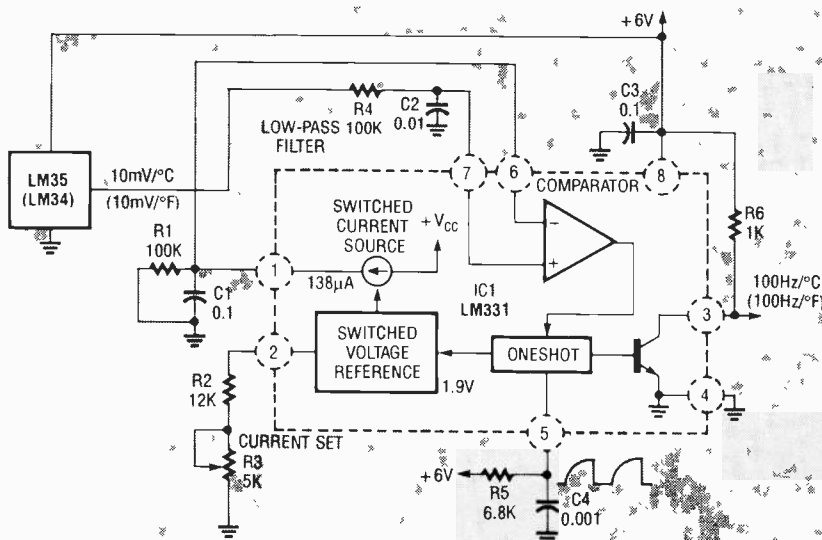 +6V
C3
0.1
R4
100K
C2
0.01
LOW-PASS
FILTER
LM35
(LM34)
10mV/°C
(10mV/°F)
7
6
8
COMPARATOR
SWITCHED
CURRENT
SOURCE
+VCC
R6
1K
R1
100K
1
138µA
C1
0.1
−
+
IC1
LM331
100Hz/°C
(100Hz/°F)
3
2
SWITCHED
VOLTAGE
REFERENCE
1.9V
ONESHOT
4
R2
12K
5
CURRENT SET
R3
5K
+6V
R5
6.8K
C4
0.001